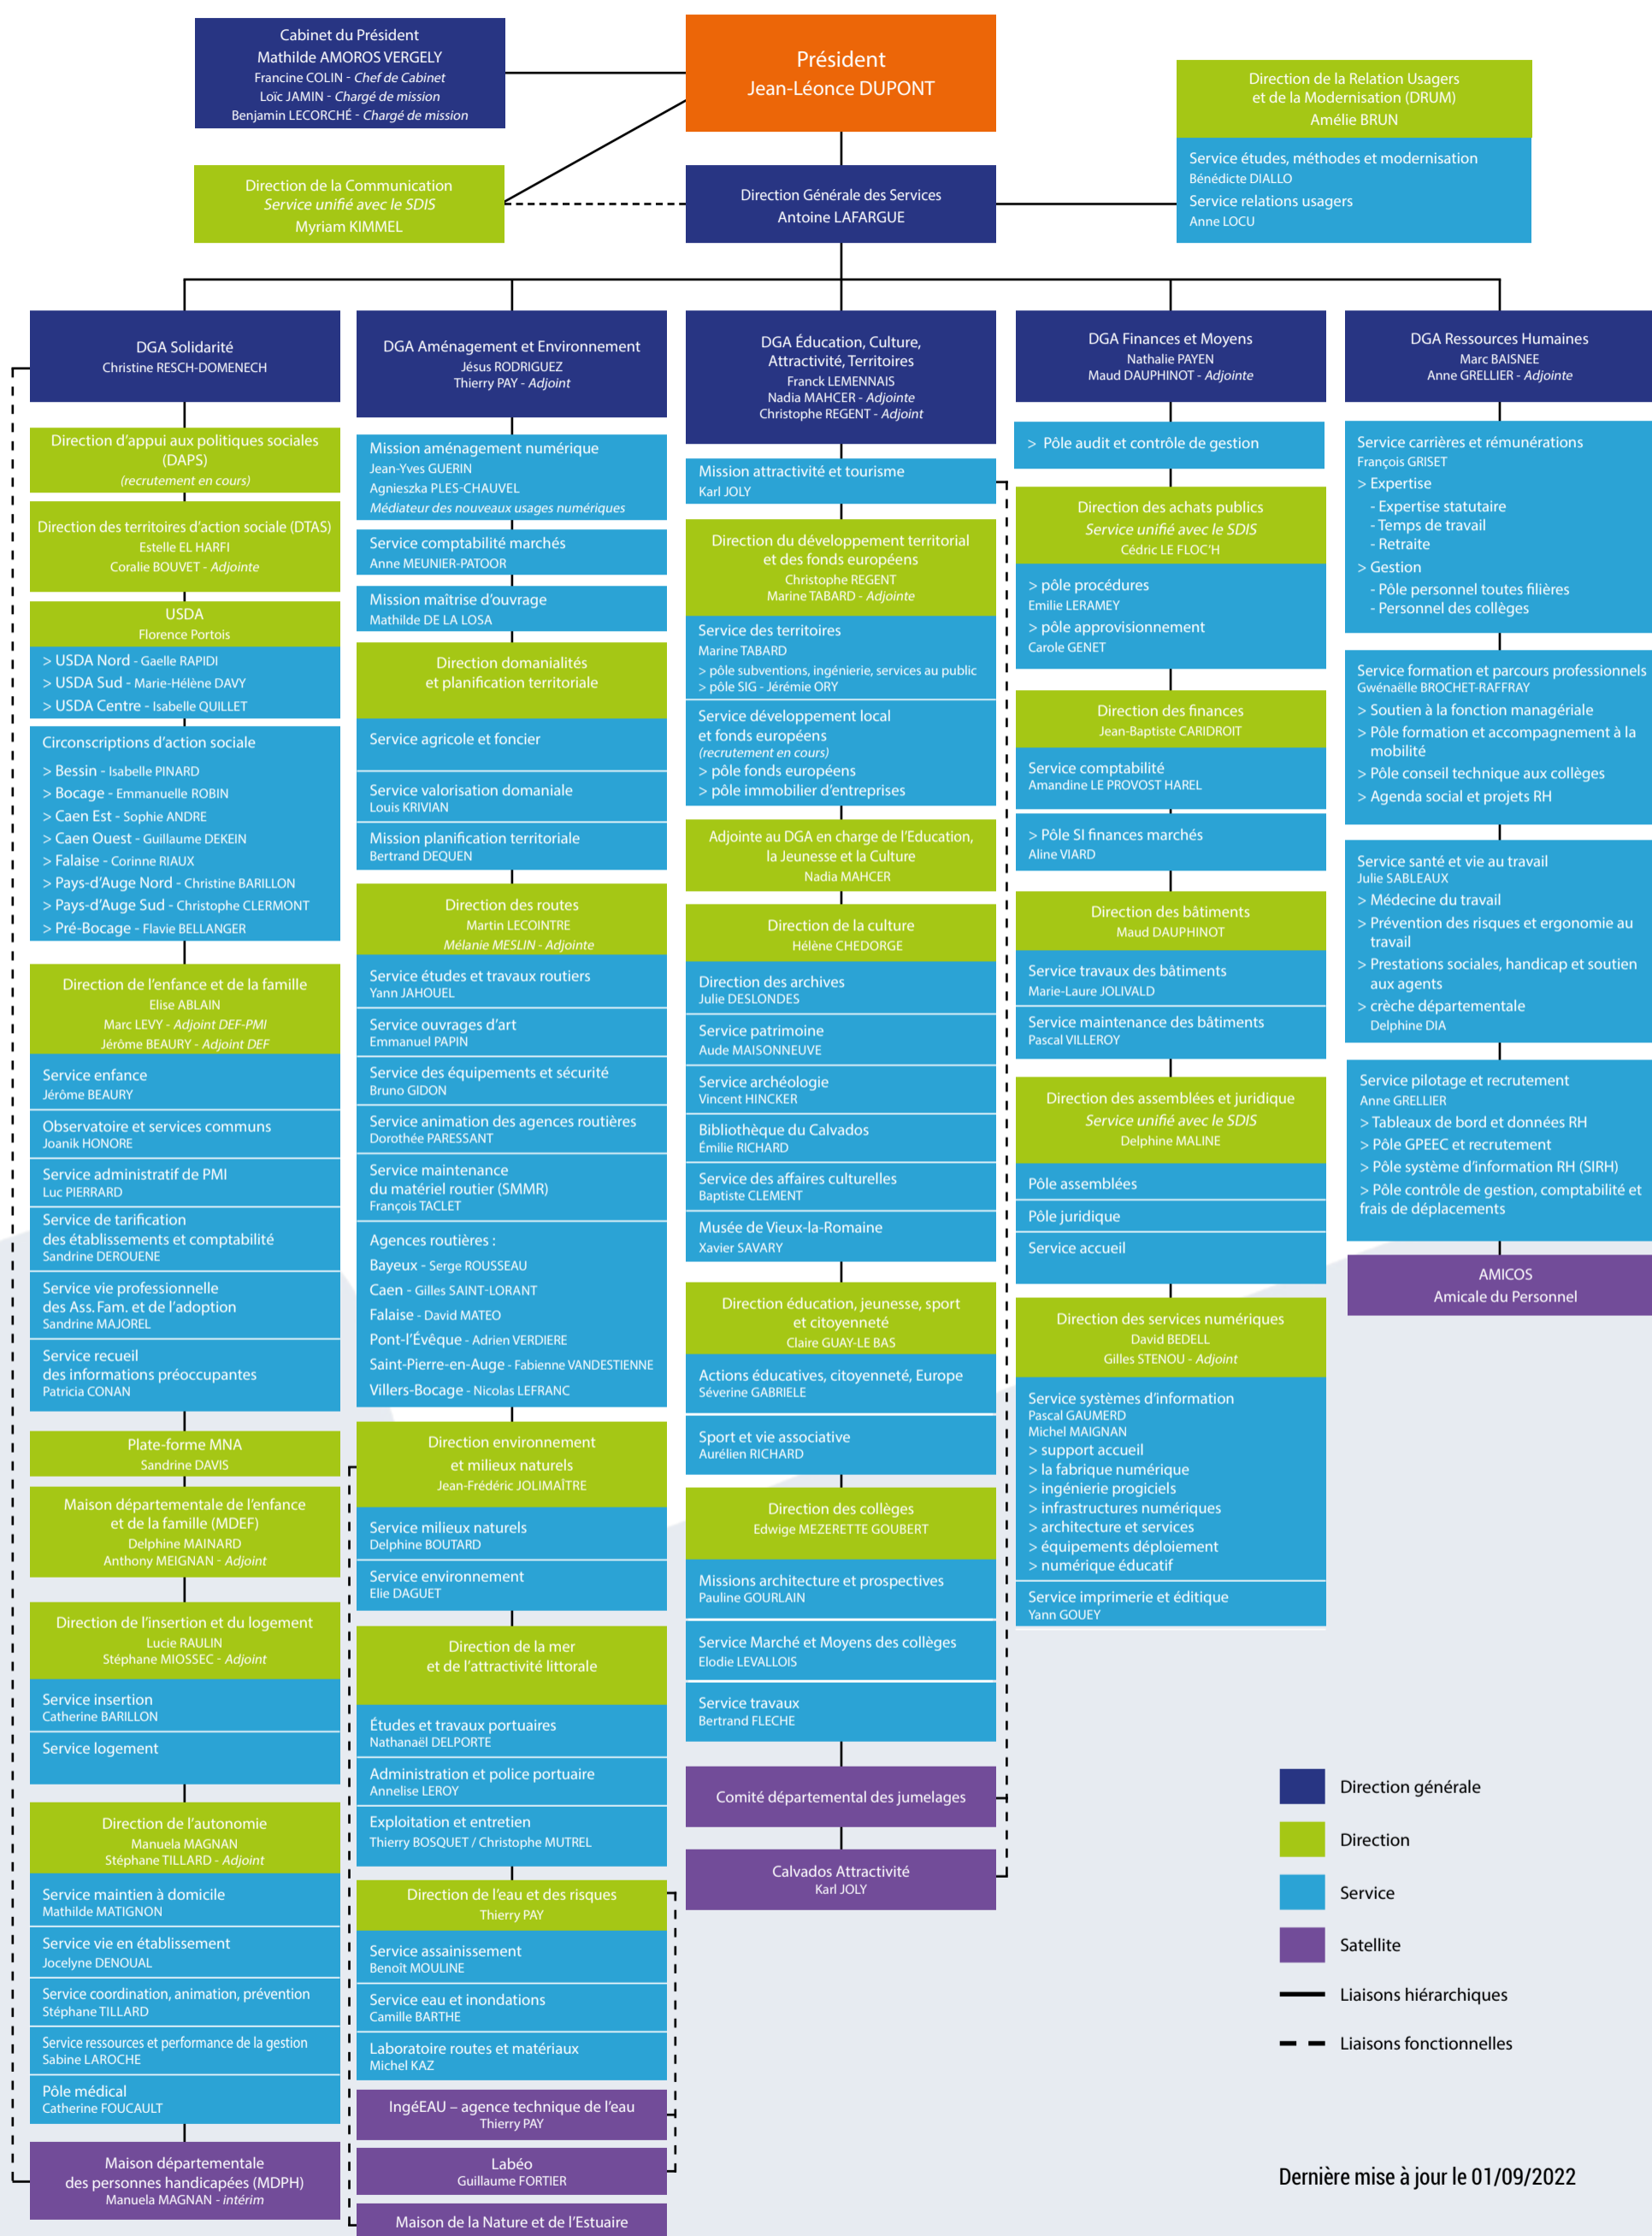 Cabinet du Président
Mathilde AMOROS VERGELY
Francine COLIN - Chef de Cabinet
Loïc JAMIN - Chargé de mission
Benjamin LECORCHÉ - Chargé de mission
Président
Jean-Léonce DUPONT
Direction de la Relation Usagers
et de la Modernisation (DRUM)
Amélie BRUN
Service études, méthodes et modernisation
Bénédicte DIALLO
Service relations usagers
Anne LOCU
Direction de la Communication
Service unifié avec le SDIS
Myriam KIMMEL
Direction Générale des Services
Antoine LAFARGUE
DGA Solidarité
Christine RESCH-DOMENECH
Direction d'appui aux politiques sociales
(DAPS)
(recrutement en cours)
Direction des territoires d'action sociale (DTAS)
Estelle EL HARFI
Coralie BOUVET - Adjointe
USDA
Florence Portois
> USDA Nord - Gaelle RAPIDI
> USDA Sud - Marie-Hélène DAVY
> USDA Centre - Isabelle QUILLET
Circonscriptions d'action sociale
> Bessin - Isabelle PINARD
> Bocage - Emmanuelle ROBIN
> Caen Est - Sophie ANDRE
> Caen Ouest - Guillaume DEKEIN
> Falaise - Corinne RIAUX
> Pays-d'Auge Nord - Christine BARILLON
> Pays-d'Auge Sud - Christophe CLERMONT
> Pré-Bocage - Flavie BELLANGER
Direction de l'enfance et de la famille
Elise ABLAIN
Marc LEVY - Adjoint DEF-PMI
Jérôme BEAURY - Adjoint DEF
Service enfance
Jérôme BEAURY
Observatoire et services communs
Joanik HONORE
Service administratif de PMI
Luc PIERRARD
Service de tarification
des établissements et comptabilité
Sandrine DEROUENE
Service vie professionnelle
des Ass. Fam. et de l'adoption
Sandrine MAJOREL
Service recueil
des informations préoccupantes
Patricia CONAN
Plate-forme MNA
Sandrine DAVIS
Maison départementale de l'enfance
et de la famille (MDEF)
Delphine MAINARD
Anthony MEIGNAN - Adjoint
Direction de l'insertion et du logement
Lucie RAULIN
Stéphane MIOSSEC - Adjoint
Service insertion
Catherine BARILLON
Service logement
Direction de l'autonomie
Manuela MAGNAN
Stéphane TILLARD - Adjoint
Service maintien à domicile
Mathilde MATIGNON
Service vie en établissement
Jocelyne DENOUAL
Service coordination, animation, prévention
Stéphane TILLARD
Service ressources et performance de la gestion
Sabine LAROCHE
Pôle médical
Catherine FOUCAULT
Maison départementale
des personnes handicapées (MDPH)
Manuela MAGNAN - intérim
DGA Aménagement et Environnement
Jésus RODRIGUEZ
Thierry PAY - Adjoint
Mission aménagement numérique
Jean-Yves GUERIN
Agnieszka PLES-CHAUVEL
Médiateur des nouveaux usages numériques
Service comptabilité marchés
Anne MEUNIER-PATOOR
Mission maîtrise d'ouvrage
Mathilde DE LA LOSA
Direction domanialités
et planification territoriale
Service agricole et foncier
Service valorisation domaniale
Louis KRIVIAN
Mission planification territoriale
Bertrand DEQUEN
Direction des routes
Martin LECOINTRE
Mélanie MESLIN - Adjointe
Service études et travaux routiers
Yann JAHOUEL
Service ouvrages d'art
Emmanuel PAPIN
Service des équipements et sécurité
Bruno GIDON
Service animation des agences routières
Dorothée PARESSANT
Service maintenance
du matériel routier (SMMR)
François TACLET
Agences routières :
Bayeux - Serge ROUSSEAU
Caen - Gilles SAINT-LORANT
Falaise - David MATEO
Pont-l'Évêque - Adrien VERDIERE
Saint-Pierre-en-Auge - Fabienne VANDESTIENNE
Villers-Bocage - Nicolas LEFRANC
Direction environnement
et milieux naturels
Jean-Frédéric JOLIMAÎTRE
Service milieux naturels
Delphine BOUTARD
Service environnement
Elie DAGUET
Direction de la mer
et de l'attractivité littorale
Études et travaux portuaires
Nathanaël DELPORTE
Administration et police portuaire
Annelise LEROY
Exploitation et entretien
Thierry BOSQUET / Christophe MUTREL
Direction de l'eau et des risques
Thierry PAY
Service assainissement
Benoît MOULINE
Service eau et inondations
Camille BARTHE
Laboratoire routes et matériaux
Michel KAZ
IngéEAU – agence technique de l'eau
Thierry PAY
Labéo
Guillaume FORTIER
Maison de la Nature et de l'Estuaire
DGA Éducation, Culture,
Attractivité, Territoires
Franck LEMENNAIS
Nadia MAHCER - Adjointe
Christophe REGENT - Adjoint
Mission attractivité et tourisme
Karl JOLY
Direction du développement territorial
et des fonds européens
Christophe REGENT
Marine TABARD - Adjointe
Service des territoires
Marine TABARD
> pôle subventions, ingénierie, services au public
> pôle SIG - Jérémie ORY
Service développement local
et fonds européens
(recrutement en cours)
> pôle fonds européens
> pôle immobilier d'entreprises
Adjointe au DGA en charge de l'Education,
la Jeunesse et la Culture
Nadia MAHCER
Direction de la culture
Hélène CHEDORGE
Direction des archives
Julie DESLONDES
Service patrimoine
Aude MAISONNEUVE
Service archéologie
Vincent HINCKER
Bibliothèque du Calvados
Émilie RICHARD
Service des affaires culturelles
Baptiste CLEMENT
Musée de Vieux-la-Romaine
Xavier SAVARY
Direction éducation, jeunesse, sport
et citoyenneté
Claire GUAY-LE BAS
Actions éducatives, citoyenneté, Europe
Séverine GABRIELE
Sport et vie associative
Aurélien RICHARD
Direction des collèges
Edwige MEZERETTE GOUBERT
Missions architecture et prospectives
Pauline GOURLAIN
Service Marché et Moyens des collèges
Elodie LEVALLOIS
Service travaux
Bertrand FLECHE
Comité départemental des jumelages
Calvados Attractivité
Karl JOLY
DGA Finances et Moyens
Nathalie PAYEN
Maud DAUPHINOT - Adjointe
> Pôle audit et contrôle de gestion
Direction des achats publics
Service unifié avec le SDIS
Cédric LE FLOC'H
> pôle procédures
Emilie LERAMEY
> pôle approvisionnement
Carole GENET
Direction des finances
Jean-Baptiste CARIDROIT
Service comptabilité
Amandine LE PROVOST HAREL
> Pôle SI finances marchés
Aline VIARD
Direction des bâtiments
Maud DAUPHINOT
Service travaux des bâtiments
Marie-Laure JOLIVALD
Service maintenance des bâtiments
Pascal VILLEROY
Direction des assemblées et juridique
Service unifié avec le SDIS
Delphine MALINE
Pôle assemblées
Pôle juridique
Service accueil
Direction des services numériques
David BEDELL
Gilles STENOU - Adjoint
Service systèmes d'information
Pascal GAUMERD
Michel MAIGNAN
> support accueil
> la fabrique numérique
> ingénierie progiciels
> infrastructures numériques
> architecture et services
> équipements déploiement
> numérique éducatif
Service imprimerie et éditique
Yann GOUEY
DGA Ressources Humaines
Marc BAISNEE
Anne GRELLIER - Adjointe
Service carrières et rémunérations
François GRISET
> Expertise
- Expertise statutaire
- Temps de travail
- Retraite
> Gestion
- Pôle personnel toutes filières
- Personnel des collèges
Service formation et parcours professionnels
Gwénaëlle BROCHET-RAFFRAY
> Soutien à la fonction managériale
> Pôle formation et accompagnement à la
mobilité
> Pôle conseil technique aux collèges
> Agenda social et projets RH
Service santé et vie au travail
Julie SABLEAUX
> Médecine du travail
> Prévention des risques et ergonomie au
travail
> Prestations sociales, handicap et soutien
aux agents
> crèche départementale
Delphine DIA
Service pilotage et recrutement
Anne GRELLIER
> Tableaux de bord et données RH
> Pôle GPEEC et recrutement
> Pôle système d'information RH (SIRH)
> Pôle contrôle de gestion, comptabilité et
frais de déplacements
AMICOS
Amicale du Personnel
Direction générale
Direction
Service
Satellite
Liaisons hiérarchiques
Liaisons fonctionnelles
Dernière mise à jour le 01/09/2022